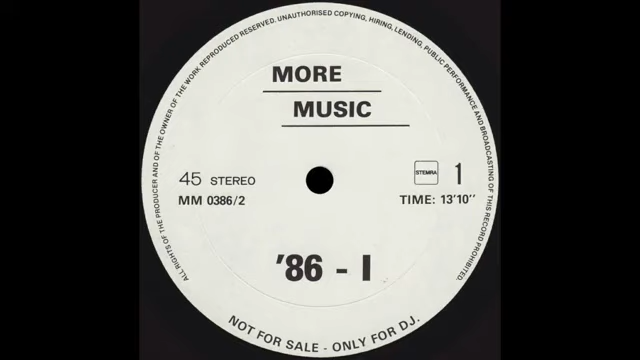 ALL RIGHTS OF THE PRODUCER AND OF THE OWNER OF THE WORK REPRODUCED RESERVED. UNAUTHORISED COPYING, HIRING, LENDING, PUBLIC PERFORMANCE AND BROADCASTING OF THIS RECORD PROHIBITED.
MORE
MUSIC
45 STEREO
STEMRA
1
MM 0386/2
TIME: 13'10''
'86 - I
NOT FOR SALE - ONLY FOR DJ.